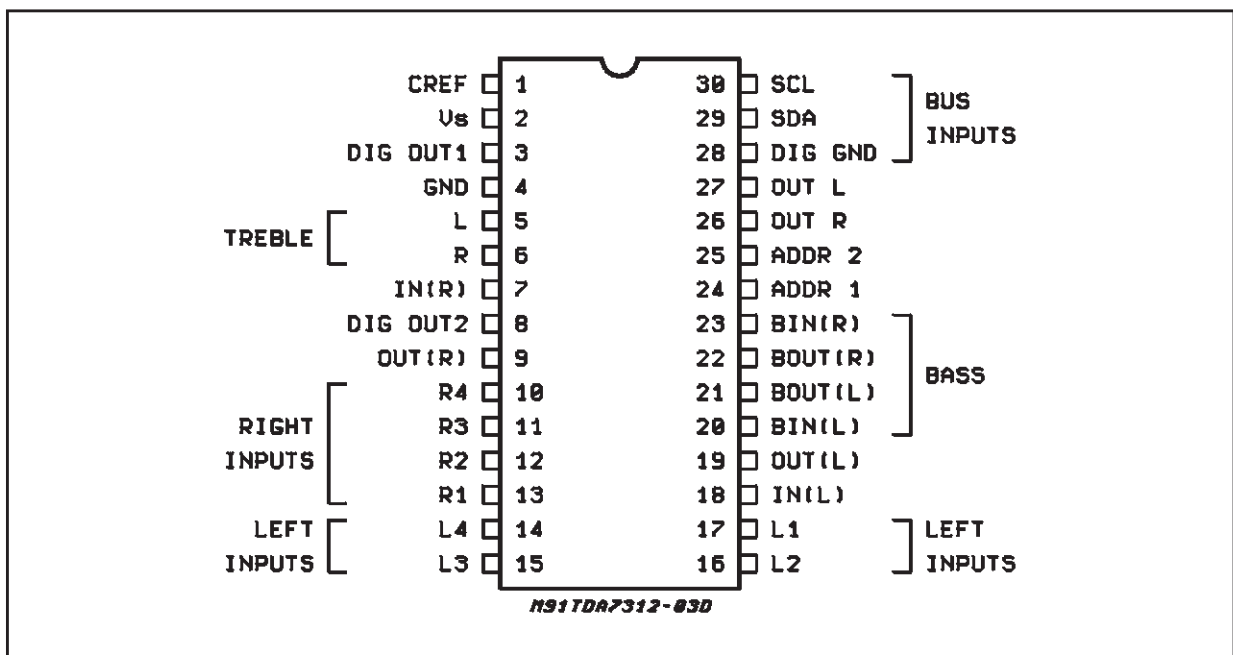 CREF 1 30 SCL
Vs 2 29 SDA BUS
DIG OUT1 3 28 DIG GND INPUTS
GND 4 27 OUT L
TREBLE L 5 26 OUT R
R 6 25 ADDR 2
IN(R) 7 24 ADDR 1
DIG OUT2 8 23 BIN(R)
OUT(R) 9 22 BOUT(R) BASS
R4 10 21 BOUT(L)
RIGHT R3 11 20 BIN(L)
INPUTS R2 12 19 OUT(L)
R1 13 18 IN(L)
LEFT L4 14 17 L1 LEFT
INPUTS L3 15 16 L2 INPUTS
M91TDA7312-03D